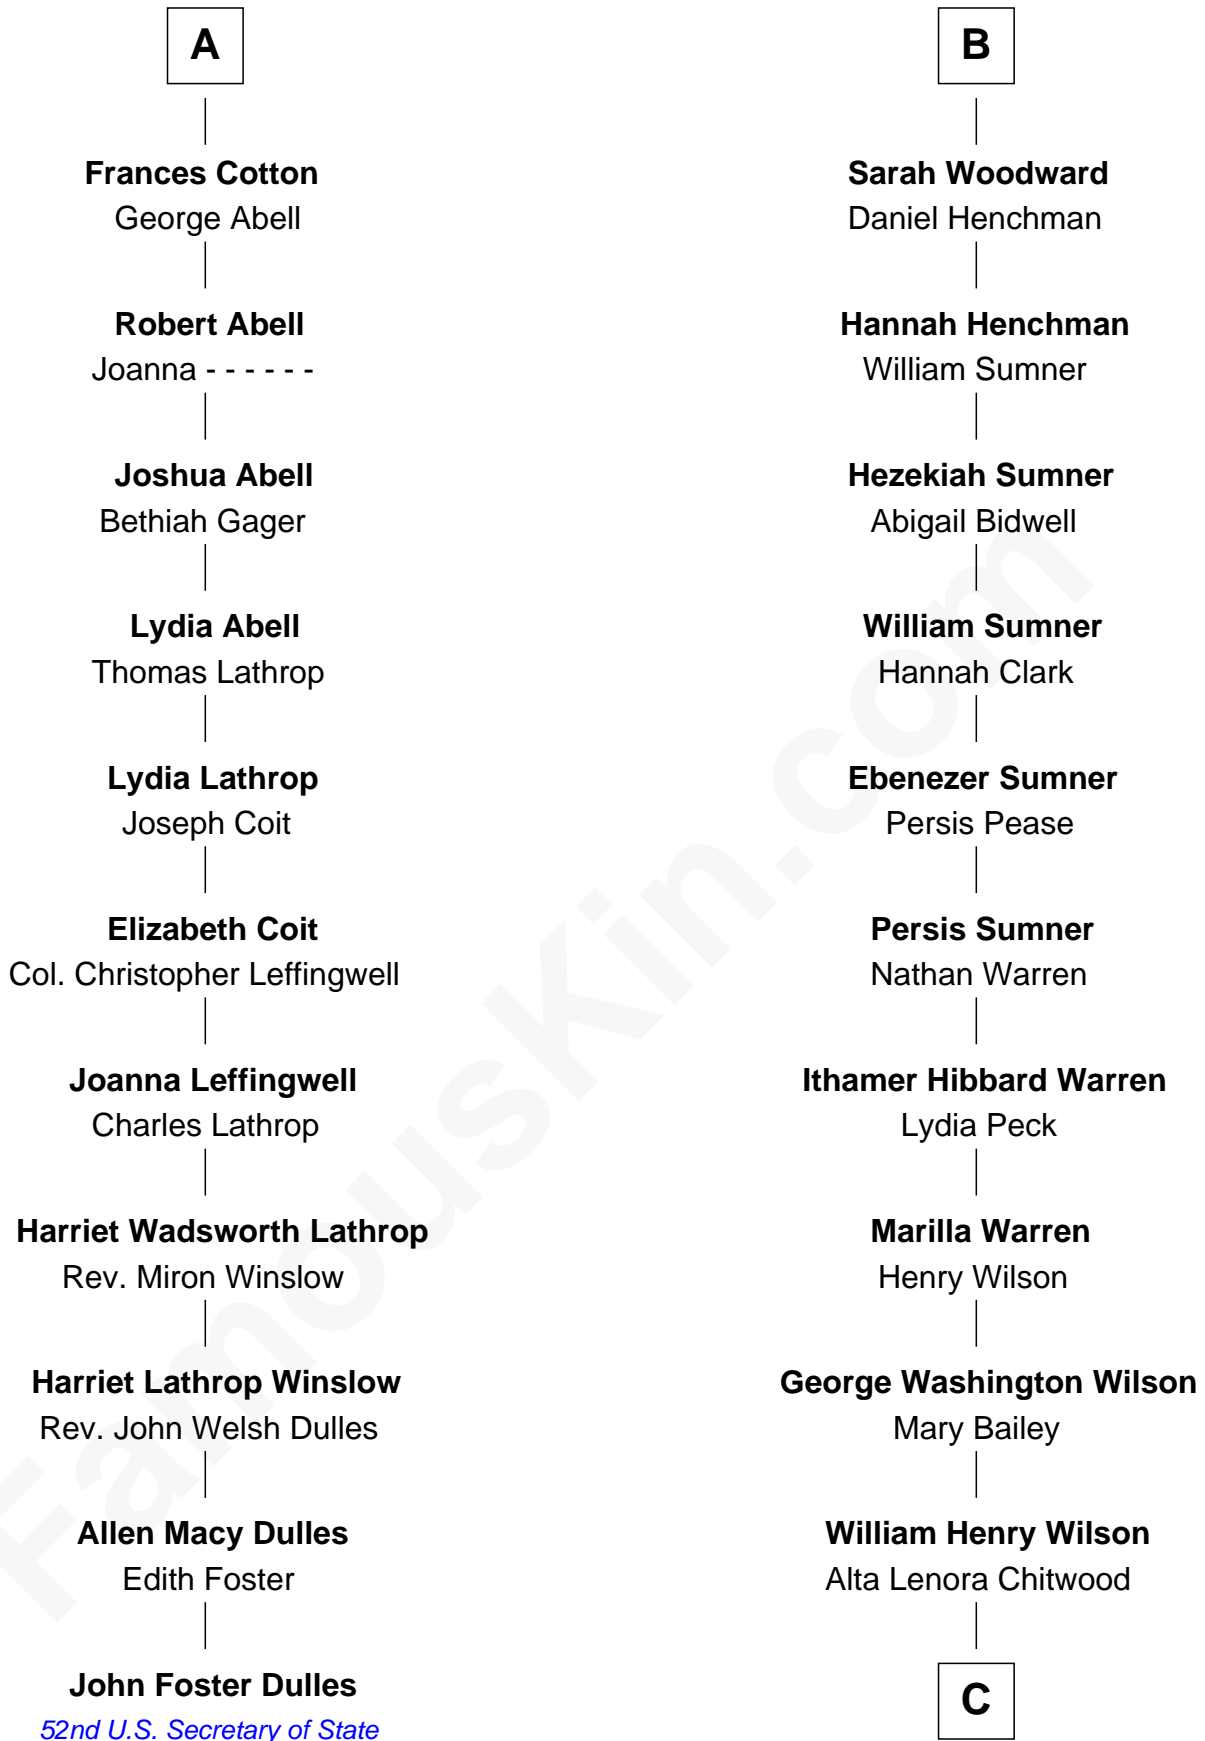 A
Frances Cotton
George Abell
Robert Abell
Joanna - - - - - -
Joshua Abell
Bethiah Gager
Lydia Abell
Thomas Lathrop
Lydia Lathrop
Joseph Coit
Elizabeth Coit
Col. Christopher Leffingwell
Joanna Leffingwell
Charles Lathrop
Harriet Wadsworth Lathrop
Rev. Miron Winslow
Harriet Lathrop Winslow
Rev. John Welsh Dulles
Allen Macy Dulles
Edith Foster
John Foster Dulles
52nd U.S. Secretary of State
B
Sarah Woodward
Daniel Henchman
Hannah Henchman
William Sumner
Hezekiah Sumner
Abigail Bidwell
William Sumner
Hannah Clark
Ebenezer Sumner
Persis Pease
Persis Sumner
Nathan Warren
Ithamer Hibbard Warren
Lydia Peck
Marilla Warren
Henry Wilson
George Washington Wilson
Mary Bailey
William Henry Wilson
Alta Lenora Chitwood
C
FamousKin.com